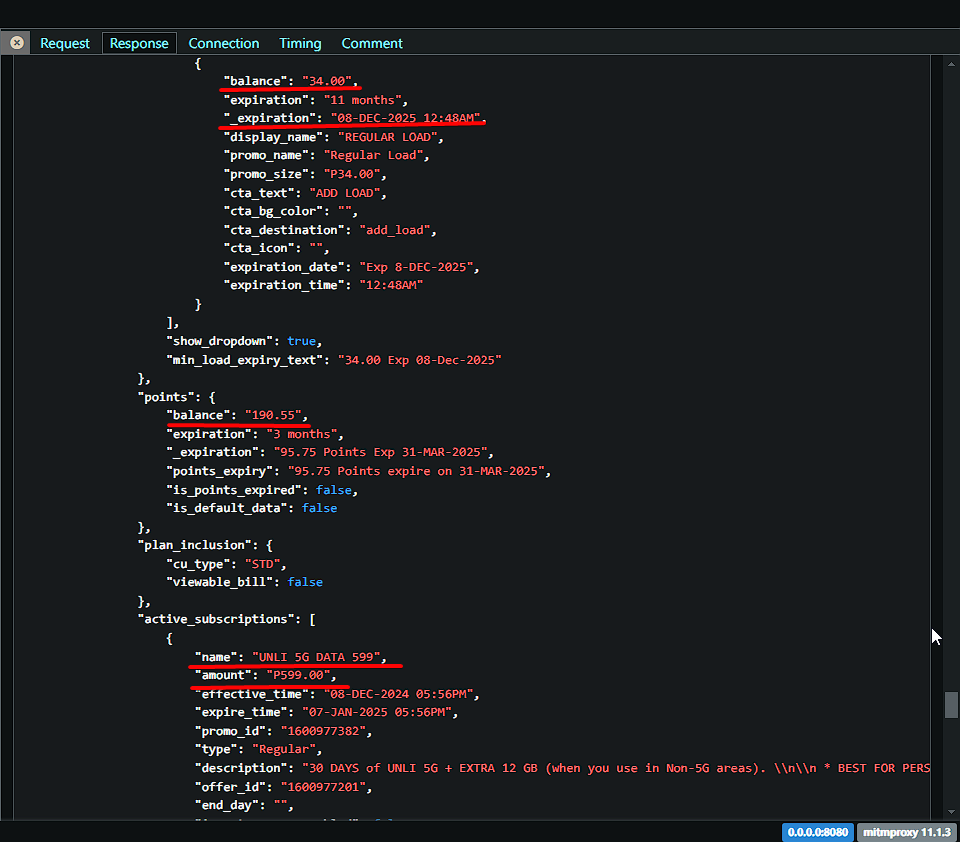 Request Response Connection Timing Comment
{
"balance": "34.00",
"expiration": "11 months",
"_expiration": "08-DEC-2025 12:48AM",
"display_name": "REGULAR LOAD",
"promo_name": "Regular Load",
"promo_size": "P34.00",
"cta_text": "ADD LOAD",
"cta_bg_color": "",
"cta_destination": "add_load",
"cta_icon": "",
"expiration_date": "Exp 8-DEC-2025",
"expiration_time": "12:48AM"
}
],
"show_dropdown": true,
"min_load_expiry_text": "34.00 Exp 08-Dec-2025"
},
"points": {
"balance": "190.55",
"expiration": "3 months",
"_expiration": "95.75 Points Exp 31-MAR-2025",
"points_expiry": "95.75 Points expire on 31-MAR-2025",
"is_points_expired": false,
"is_default_data": false
},
"plan_inclusion": {
"cu_type": "STD",
"viewable_bill": false
},
"active_subscriptions": [
{
"name": "UNLI 5G DATA 599",
"amount": "P599.00",
"effective_time": "08-DEC-2024 05:56PM",
"expire_time": "07-JAN-2025 05:56PM",
"promo_id": "1600977382",
"type": "Regular",
"description": "30 DAYS of UNLI 5G + EXTRA 12 GB (when you use in Non-5G areas). \\n\\n * BEST FOR PERS
"offer_id": "1600977201",
"end_day": "",
0.0.0.0:8080 mitmproxy 11.1.3